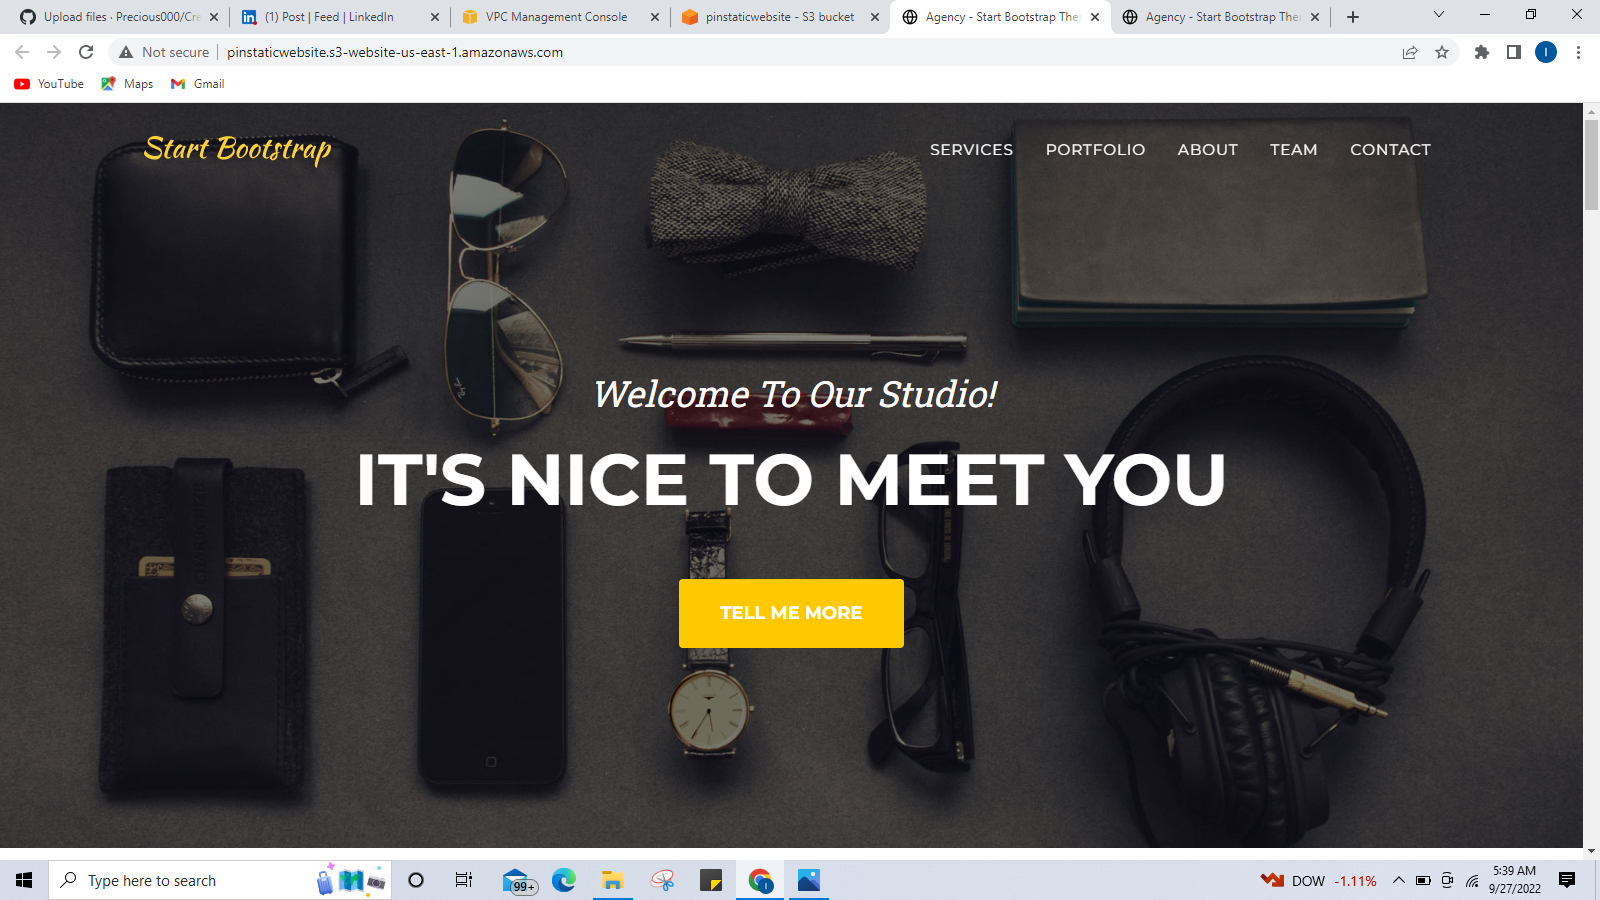 Upload files · Precious000/Cre
(1) Post | Feed | LinkedIn
VPC Management Console
pinstaticwebsite - S3 bucket
Agency - Start Bootstrap The
Agency - Start Bootstrap The
Not secure
pinstaticwebsite.s3-website-us-east-1.amazonaws.com
I
YouTube
Maps
Gmail
Start Bootstrap
SERVICES
PORTFOLIO
ABOUT
TEAM
CONTACT
Welcome To Our Studio!
IT'S NICE TO MEET YOU
TELL ME MORE
Type here to search
99+
DOW -1.11%
5:39 AM
9/27/2022